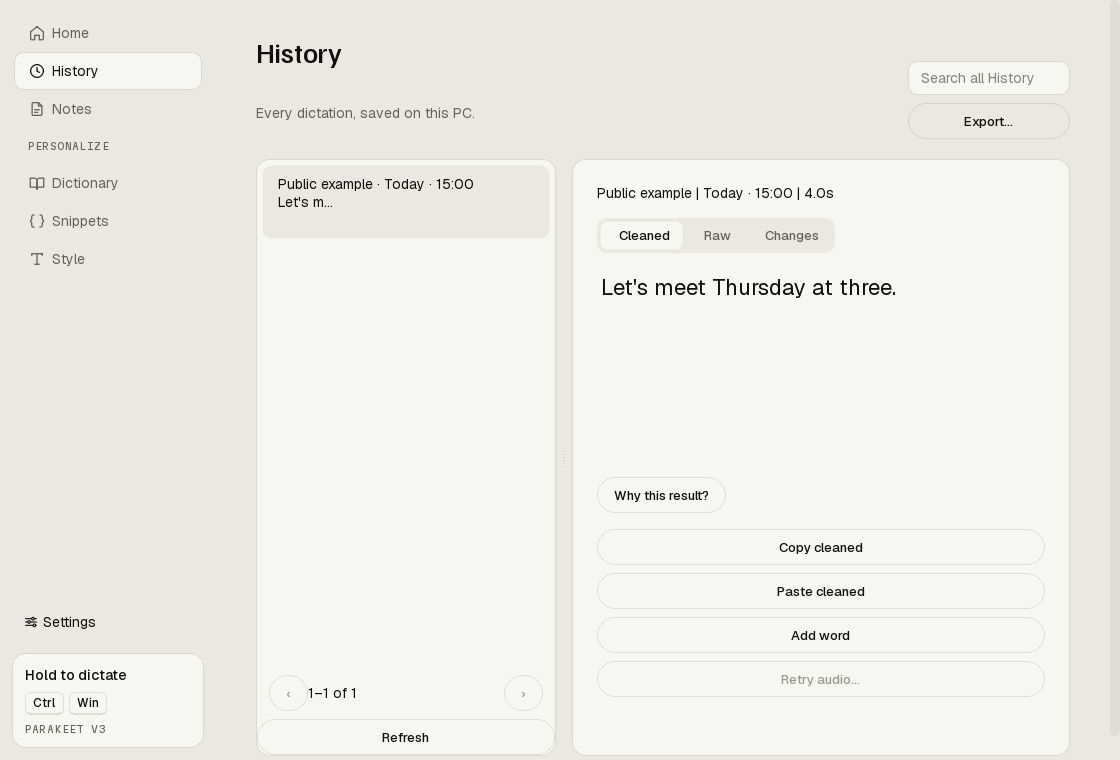 Home
History
Notes
PERSONALIZE
Dictionary
Snippets
Style
Settings
Hold to dictate
Ctrl Win
PARAKEET V3
History
Every dictation, saved on this PC.
Search all History
Export...
Public example · Today · 15:00
Let's m...
1–1 of 1
Refresh
Public example | Today · 15:00 | 4.0s
Cleaned Raw Changes
Let's meet Thursday at three.
Why this result?
Copy cleaned
Paste cleaned
Add word
Retry audio...